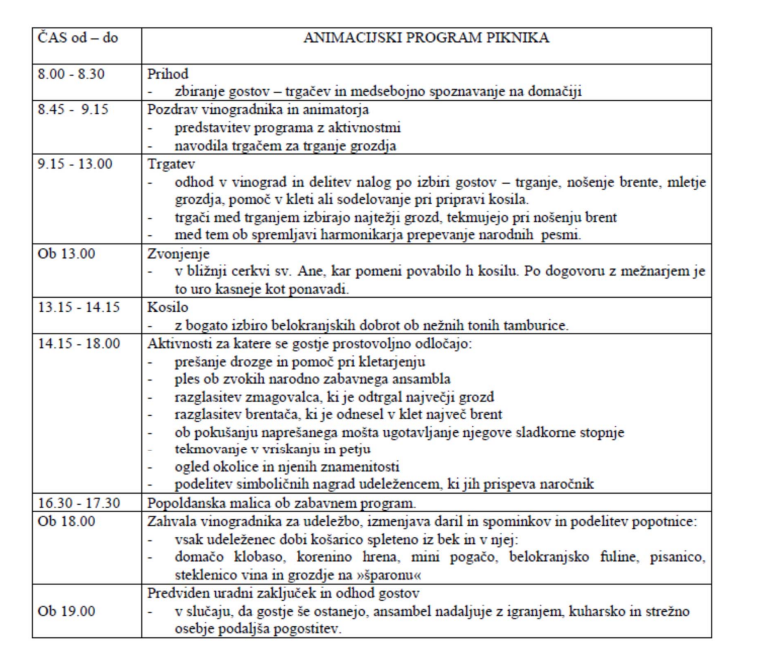 ČAS od – do ANIMACIJSKI PROGRAM PIKNIKA
8.00 - 8.30 Prihod
- zbiranje gostov – trgačev in medsebojno spoznavanje na domačiji
8.45 - 9.15 Pozdrav vinogradnika in animatorja
- predstavitev programa z aktivnostmi
- navodila trgačem za trganje grozdja
9.15 - 13.00 Trgatev
- odhod v vinograd in delitev nalog po izbiri gostov – trganje, nošenje brente, mletje
grozdja, pomoč v kleti ali sodelovanje pri pripravi kosila.
- trgači med trganjem izbirajo najtežji grozd, tekmujejo pri nošenju brent
- med tem ob spremljavi harmonikarja prepevanje narodnih pesmi.
Ob 13.00 Zvonjenje
- v bližnji cerkvi sv. Ane, kar pomeni povabilo h kosilu. Po dogovoru z mežnarjem je
to uro kasneje kot ponavadi.
13.15 - 14.15 Kosilo
- z bogato izbiro belokranjskih dobrot ob nežnih tonih tamburice.
14.15 - 18.00 Aktivnosti za katere se gostje prostovoljno odločajo:
- prešanje drozge in pomoč pri kletarjenju
- ples ob zvokih narodno zabavnega ansambla
- razglasitev zmagovalca, ki je odtrgal največji grozd
- razglasitev brentača, ki je odnesel v klet največ brent
- ob pokušanju naprešanega mošta ugotavljanje njegove sladkorne stopnje
- tekmovanje v vriskanju in petju
- ogled okolice in njenih znamenitosti
- podelitev simboličnih nagrad udeležencem, ki jih prispeva naročnik
16.30 - 17.30 Popoldanska malica ob zabavnem program.
Ob 18.00 Zahvala vinogradnika za udeležbo, izmenjava daril in spominkov in podelitev popotnice:
- vsak udeleženec dobi košarico spleteno iz bek in v njej:
- domačo klobaso, korenino hrena, mini pogačo, belokranjsko fuline, pisanico,
steklenico vina in grozdje na »šparonu«
Predviden uradni zaključek in odhod gostov
Ob 19.00 - v slučaju, da gostje še ostanejo, ansambel nadaljuje z igranjem, kuharsko in strežno
osebje podaljša pogostitev.